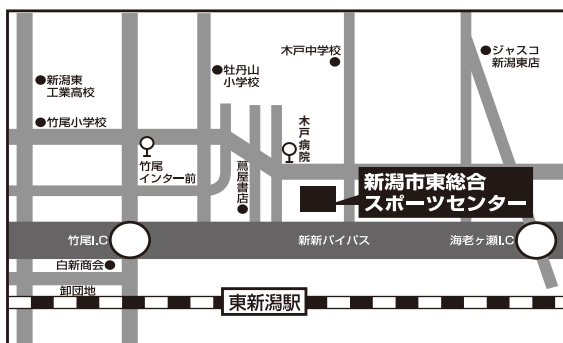 木戸中学校
ジャスコ
新潟東店
新潟東
工業高校
牡丹山
小学校
竹尾小学校
木戸病院
竹尾
インター前
蔦屋書店
新潟市東総合
スポーツセンター
竹尾I.C
新新バイパス
海老ヶ瀬I.C
白新商会
卸団地
東新潟駅